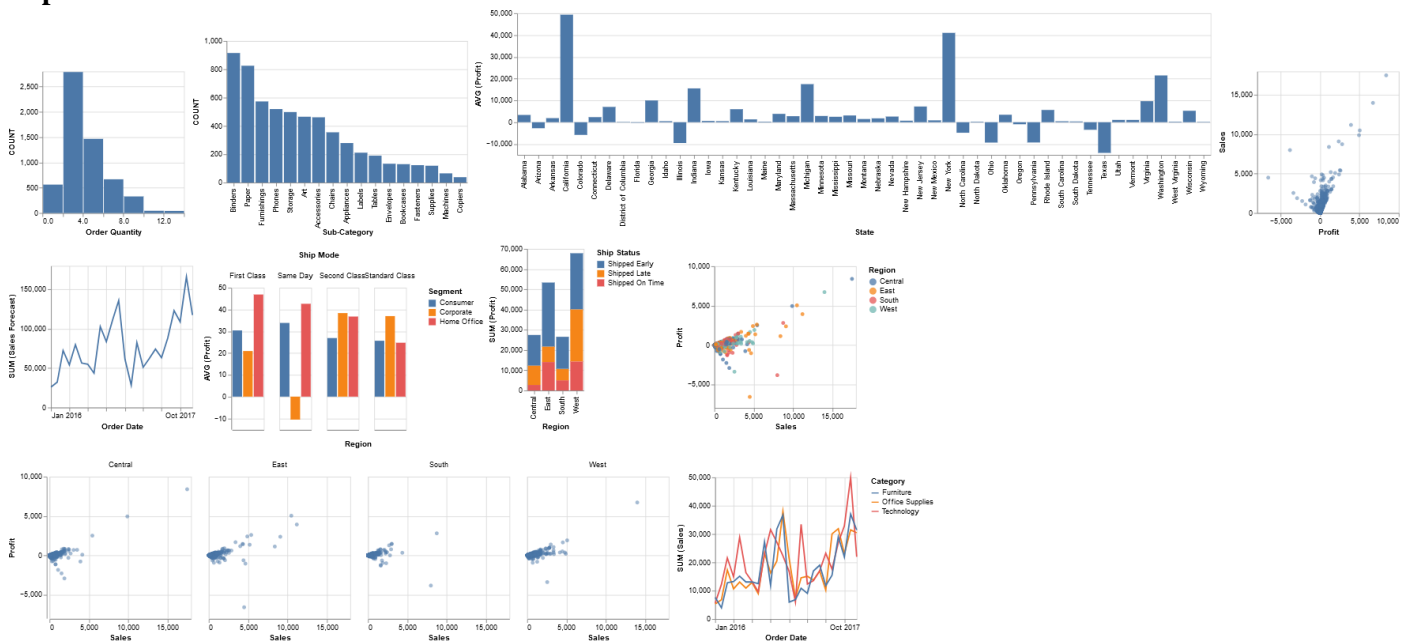 COUNT
2,500
2,000
1,500
1,000
500
0
0.0
4.0
8.0
12.0
Order Quantity
COUNT
1,000
800
600
400
200
0
Binders
Paper
Furnishings
Phones
Storage
Art
Accessories
Chairs
Appliances
Labels
Tables
Envelopes
Bookcases
Fasteners
Supplies
Machines
Copiers
Sub-Category
AVG (Profit)
50,000
40,000
30,000
20,000
10,000
0
−10,000
Alabama
Arizona
Arkansas
California
Colorado
Connecticut
Delaware
District of Columbia
Florida
Georgia
Idaho
Illinois
Indiana
Iowa
Kansas
Kentucky
Louisiana
Maine
Maryland
Massachusetts
Michigan
Minnesota
Mississippi
Missouri
Montana
Nebraska
Nevada
New Hampshire
New Jersey
New Mexico
New York
North Carolina
North Dakota
Ohio
Oklahoma
Oregon
Pennsylvania
Rhode Island
South Carolina
South Dakota
Tennessee
Texas
Utah
Vermont
Virginia
Washington
West Virginia
Wisconsin
Wyoming
State
Sales
15,000
10,000
5,000
0
−5,000
0
5,000
10,000
Profit
SUM (Sales Forecast)
150,000
100,000
50,000
0
Jan 2016
Oct 2017
Order Date
Ship Mode
First Class
Same Day
Second Class
Standard Class
AVG (Profit)
50
40
30
20
10
0
−10
Region
Segment
Consumer
Corporate
Home Office
SUM (Profit)
70,000
60,000
50,000
40,000
30,000
20,000
10,000
0
Central
East
South
West
Region
Ship Status
Shipped Early
Shipped Late
Shipped On Time
Profit
10,000
5,000
0
−5,000
0
5,000
10,000
15,000
Sales
Region
Central
East
South
West
Central
East
South
West
Profit
10,000
5,000
0
−5,000
0
5,000
10,000
15,000
Sales
0
5,000
10,000
15,000
Sales
0
5,000
10,000
15,000
Sales
0
5,000
10,000
15,000
Sales
SUM (Sales)
50,000
40,000
30,000
20,000
10,000
0
Jan 2016
Oct 2017
Order Date
Category
Furniture
Office Supplies
Technology